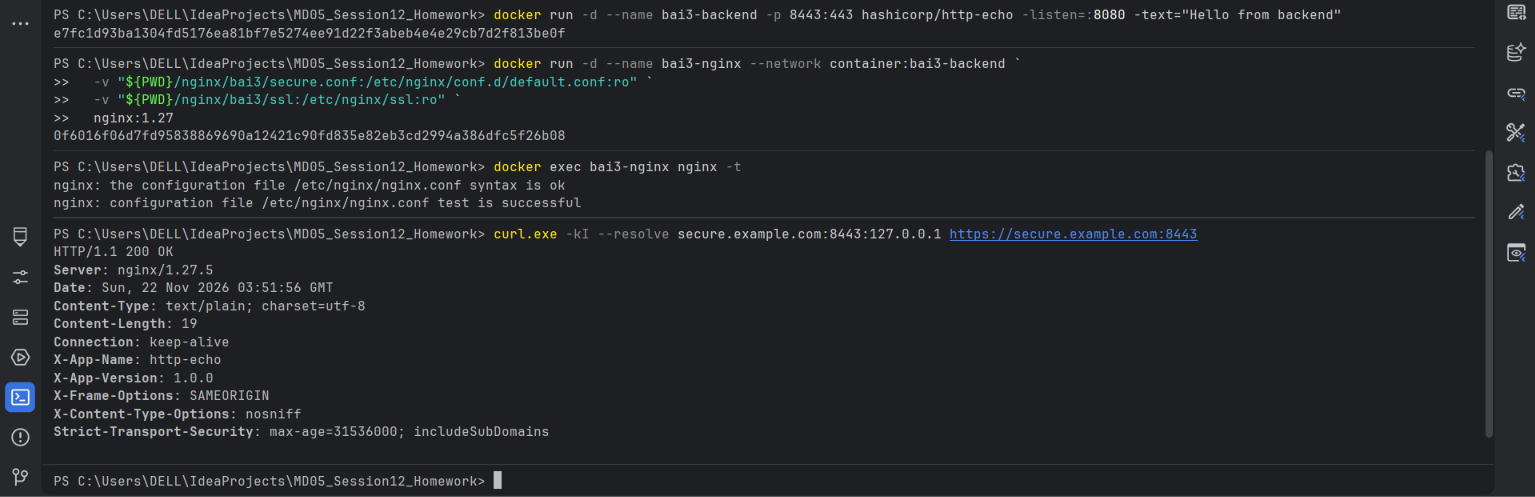 PS C:\Users\DELL\IdeaProjects\MD05_Session12_Homework> docker run -d --name bai3-backend -p 8443:443 hashicorp/http-echo -listen=:8080 -text="Hello from backend"
e7fc1d93ba1304fd5176ea81bf7e5274ee91d22f3abeb4e4e29cb7d2f813be0f
PS C:\Users\DELL\IdeaProjects\MD05_Session12_Homework> docker run -d --name bai3-nginx --network container:bai3-backend `
>>   -v "${PWD}/nginx/bai3/secure.conf:/etc/nginx/conf.d/default.conf:ro" `
>>   -v "${PWD}/nginx/bai3/ssl:/etc/nginx/ssl:ro" `
>>   nginx:1.27
0f6016f06d7fd95838869690a12421c90fd835e82eb3cd2994a386dfc5f26b08
PS C:\Users\DELL\IdeaProjects\MD05_Session12_Homework> docker exec bai3-nginx nginx -t
nginx: the configuration file /etc/nginx/nginx.conf syntax is ok
nginx: configuration file /etc/nginx/nginx.conf test is successful
PS C:\Users\DELL\IdeaProjects\MD05_Session12_Homework> curl.exe -kI --resolve secure.example.com:8443:127.0.0.1 https://secure.example.com:8443
HTTP/1.1 200 OK
Server: nginx/1.27.5
Date: Sun, 22 Nov 2026 03:51:56 GMT
Content-Type: text/plain; charset=utf-8
Content-Length: 19
Connection: keep-alive
X-App-Name: http-echo
X-App-Version: 1.0.0
X-Frame-Options: SAMEORIGIN
X-Content-Type-Options: nosniff
Strict-Transport-Security: max-age=31536000; includeSubDomains
PS C:\Users\DELL\IdeaProjects\MD05_Session12_Homework>